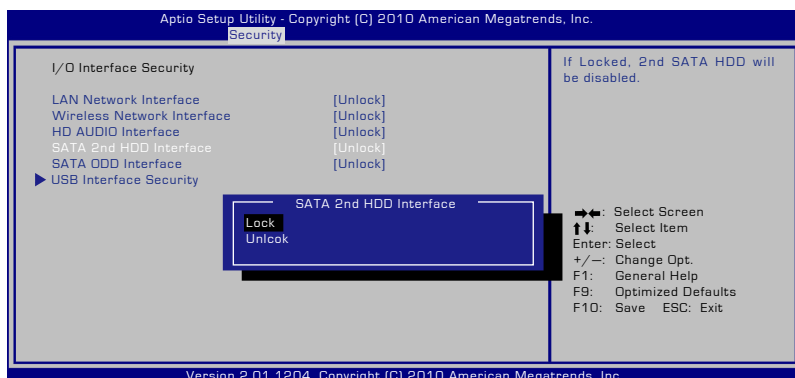 Aptio Setup Utility - Copyright (C) 2010 American Megatrends, Inc.
Security
I/O Interface Security
LAN Network Interface [Unlock]
Wireless Network Interface [Unlock]
HD AUDIO Interface [Unlock]
SATA 2nd HDD Interface [Unlock]
SATA ODD Interface [Unlock]
USB Interface Security
SATA 2nd HDD Interface
Lock
Unlcok
If Locked, 2nd SATA HDD will
be disabled.
→←: Select Screen
↑↓: Select Item
Enter: Select
+/—: Change Opt.
F1: General Help
F9: Optimized Defaults
F10: Save ESC: Exit
Version 2.01.1204. Copyright (C) 2010 American Megatrends, Inc.